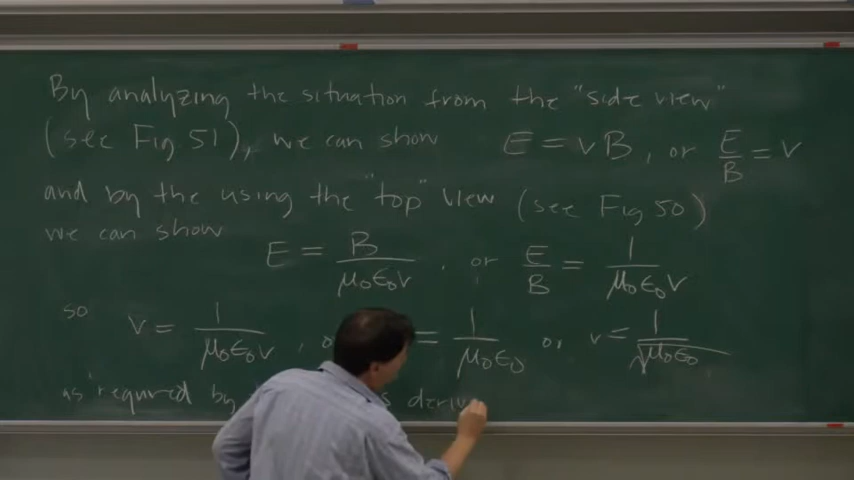 By analyzing the situation from the "side view"
(see Fig. 51), we can show E = vB, or E/B = v
and by the using the "top" view (see Fig 50)
we can show
E = B/μ₀ϵ₀v, or E/B = 1/μ₀ϵ₀v
so v = 1/μ₀ϵ₀v, = 1/μ₀ϵ₀ or v = 1/√μ₀ϵ₀
as required by